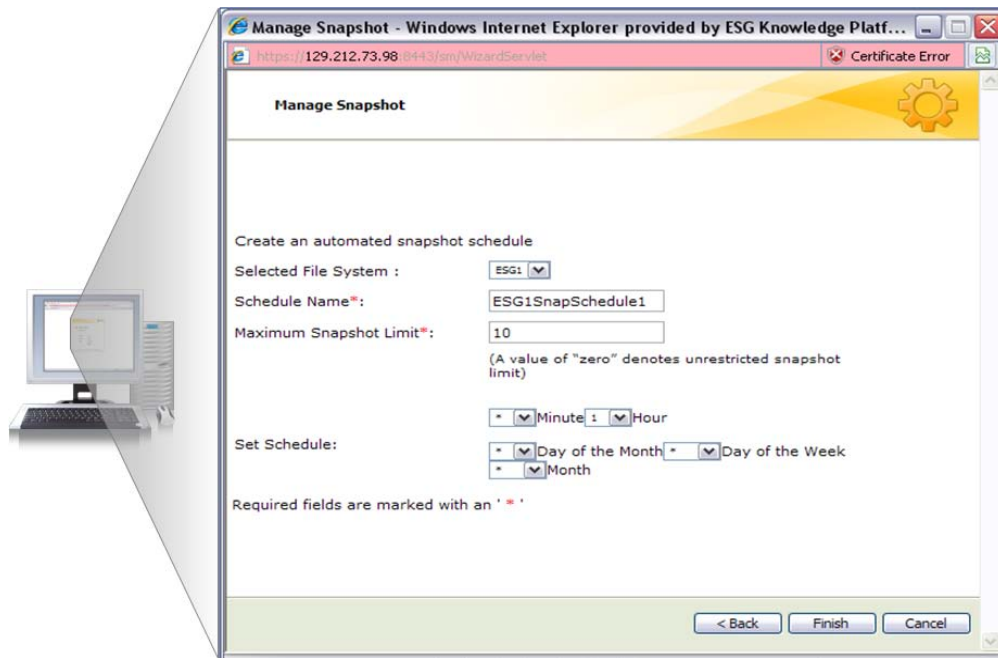 Manage Snapshot - Windows Internet Explorer provided by ESG Knowledge Platf...
https://129.212.73.98:8443/sm/WizardServlet Certificate Error
Manage Snapshot
Create an automated snapshot schedule
Selected File System : ESG1
Schedule Name*: ESG1SnapSchedule1
Maximum Snapshot Limit*: 10
(A value of "zero" denotes unrestricted snapshot
limit)
* Minute 1 Hour
Set Schedule:
* Day of the Month * Day of the Week
* Month
Required fields are marked with an ' * '
< Back Finish Cancel